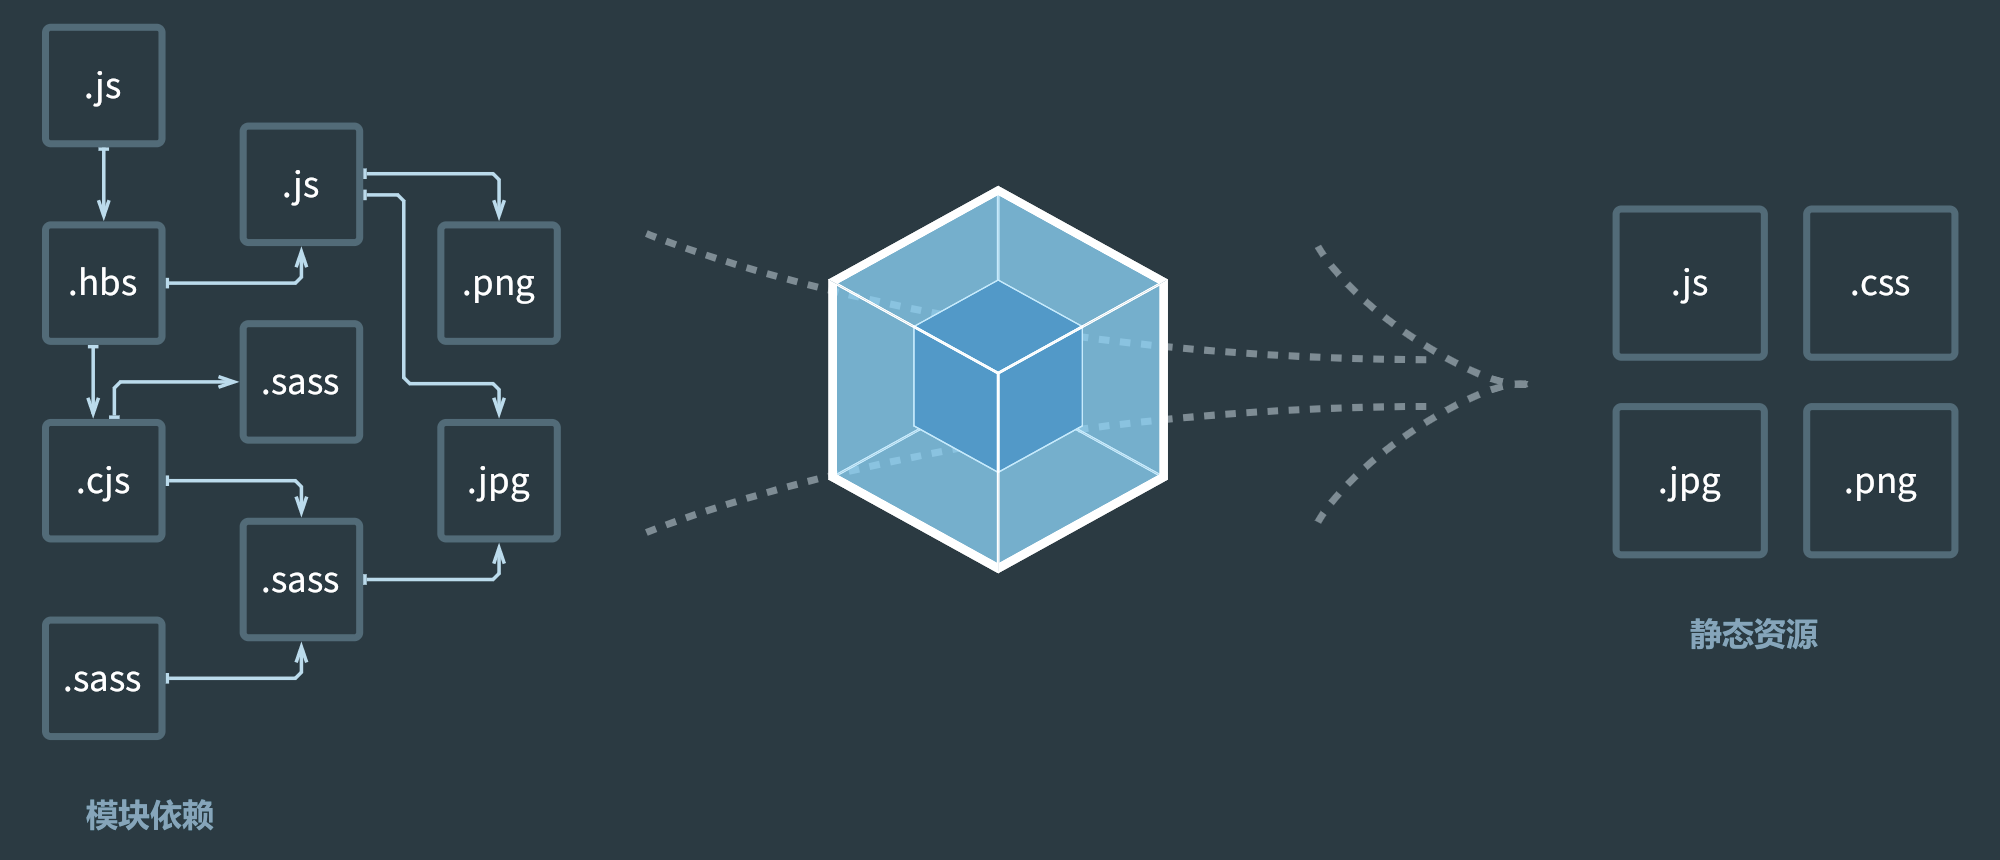 .js
.js
.hbs
.png
.sass
.cjs
.jpg
.sass
.sass
模块依赖
.js
.css
.jpg
.png
静态资源